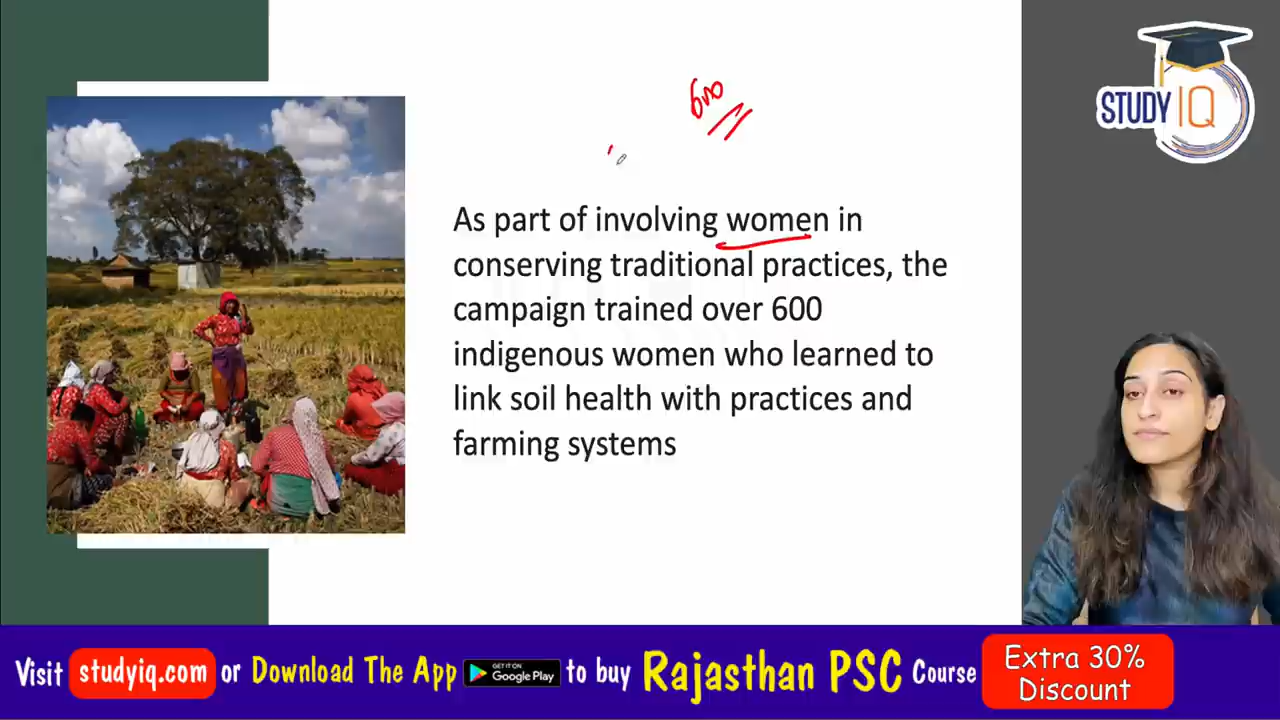 STUDY IQ
600
As part of involving women in
conserving traditional practices, the
campaign trained over 600
indigenous women who learned to
link soil health with practices and
farming systems
Visit studyiq.com or Download The App GET IT ON Google Play to buy Rajasthan PSC Course
Extra 30%
Discount